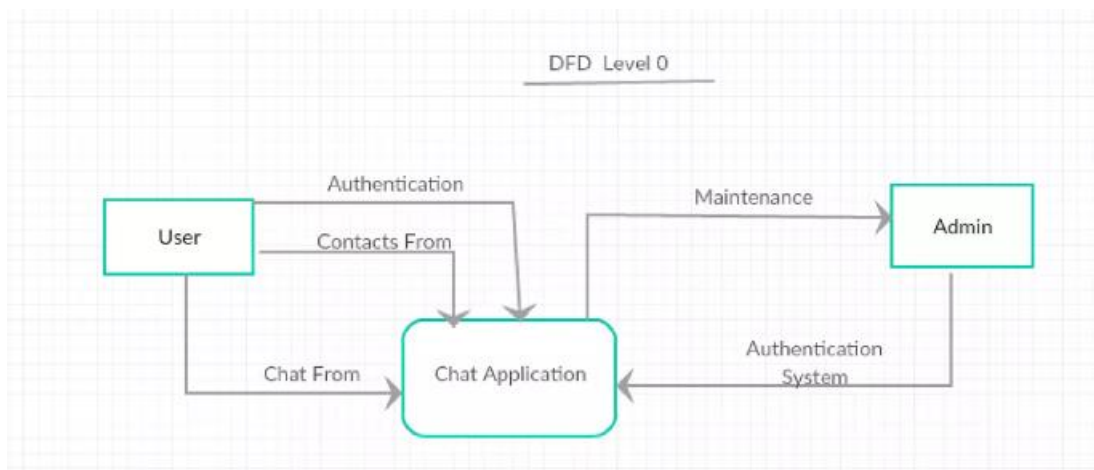 DFD Level 0
Authentication
Maintenance
User
Admin
Contacts From
Authentication
System
Chat From
Chat Application